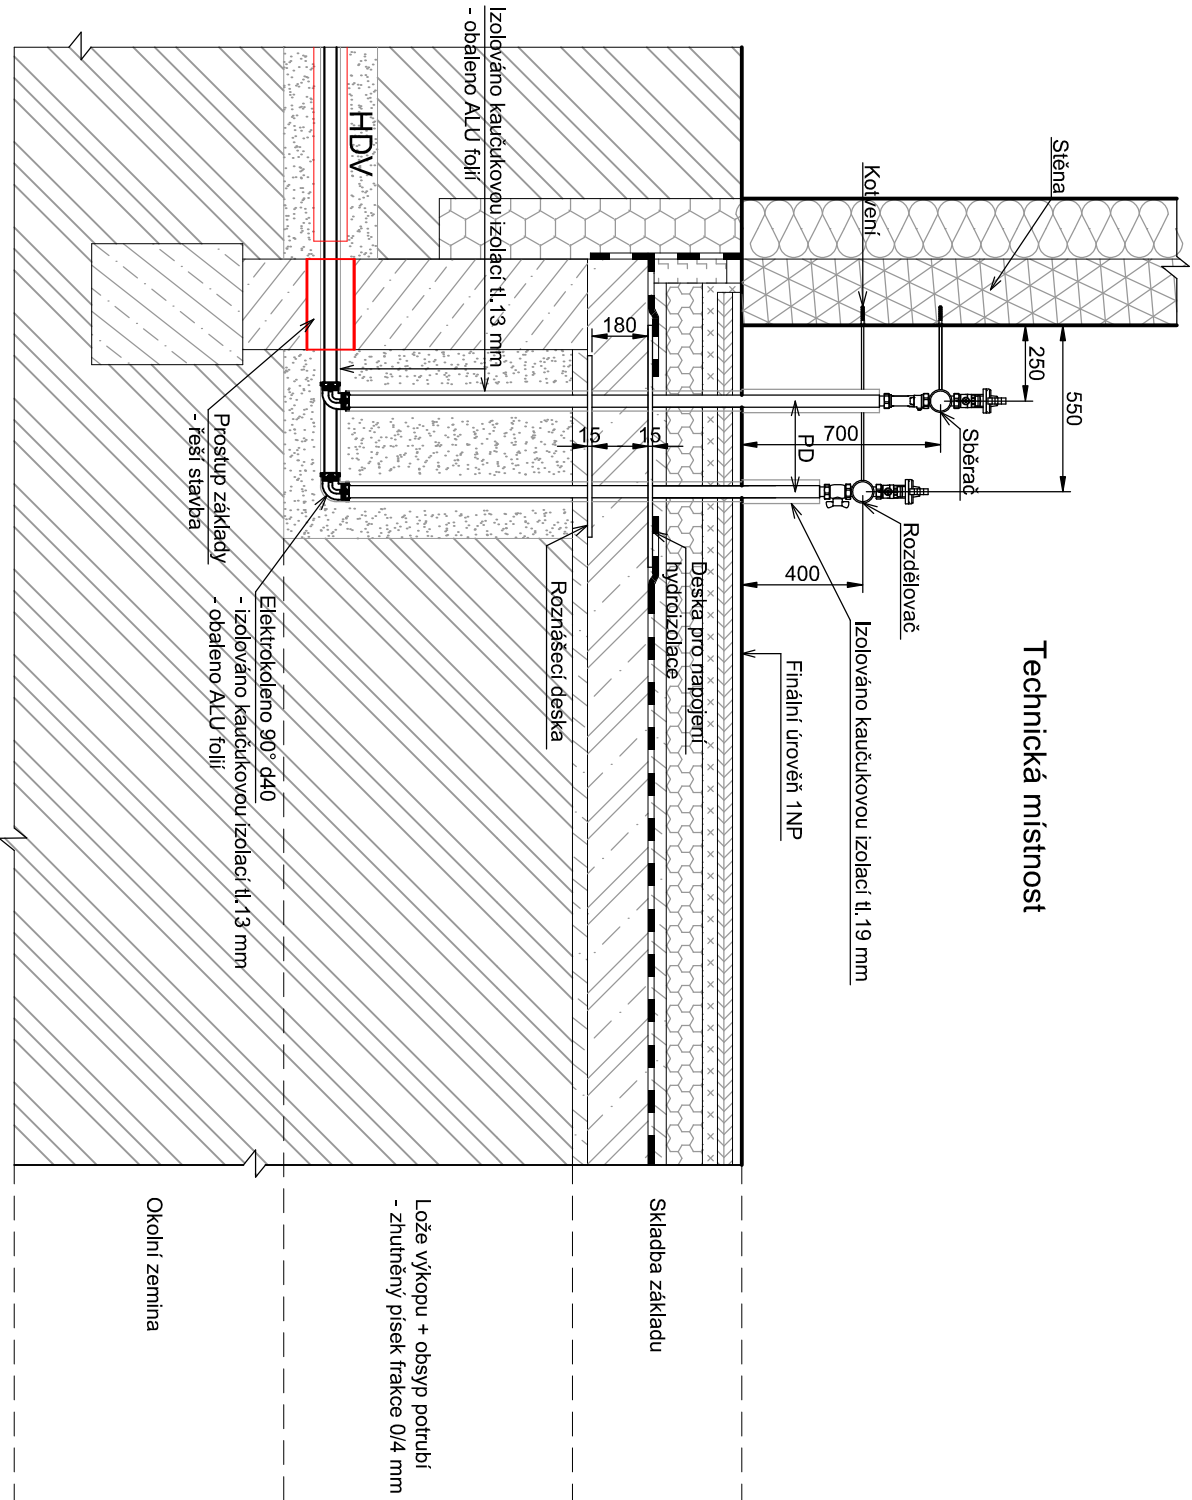 Technická místnost
Stěna
Kotvení
550
250
700
400
Sběrač
Rozdělovač
Izolováno kaučukovou izolací tl.19 mm
Finální úrověň 1NP
PD
Deska pro napojení
hydroizolace
Roznášecí deska
180
15
15
Izolováno kaučukovou izolací tl.13 mm
- obaleno ALU folií
HDV
Prostup základy
- řeší stavba
Elektrokoleno 90° d40
- izolováno kaučukovou izolací tl.13 mm
- obaleno ALU folií
Skladba základu
Lože výkopu + obsyp potrubí
- zhutněný písek frakce 0/4 mm
Okolní zemina